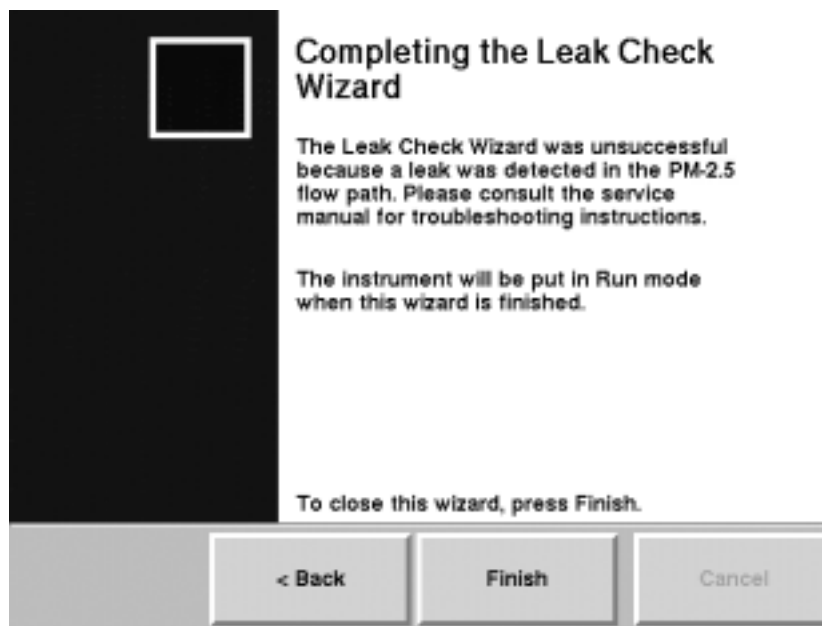 Completing the Leak Check
Wizard
The Leak Check Wizard was unsuccessful
because a leak was detected in the PM-2.5
flow path. Please consult the service
manual for troubleshooting instructions.
The instrument will be put in Run mode
when this wizard is finished.
To close this wizard, press Finish.
< Back
Finish
Cancel